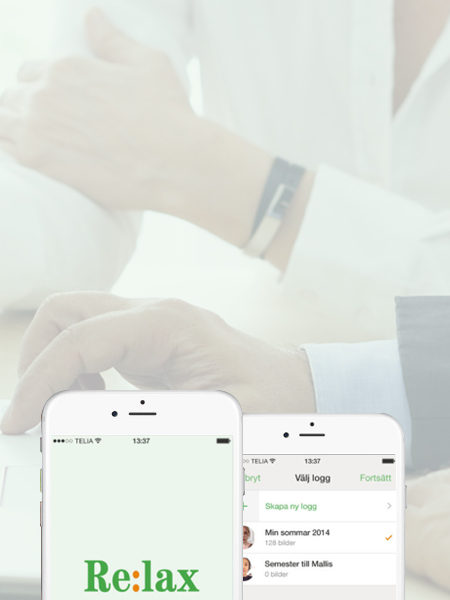 TELIA 13:37
Re:lax
TELIA 13:37
bryt Välj logg Fortsätt
Skapa ny logg
Min sommar 2014
128 bilder
Semester till Mallis
0 bilder